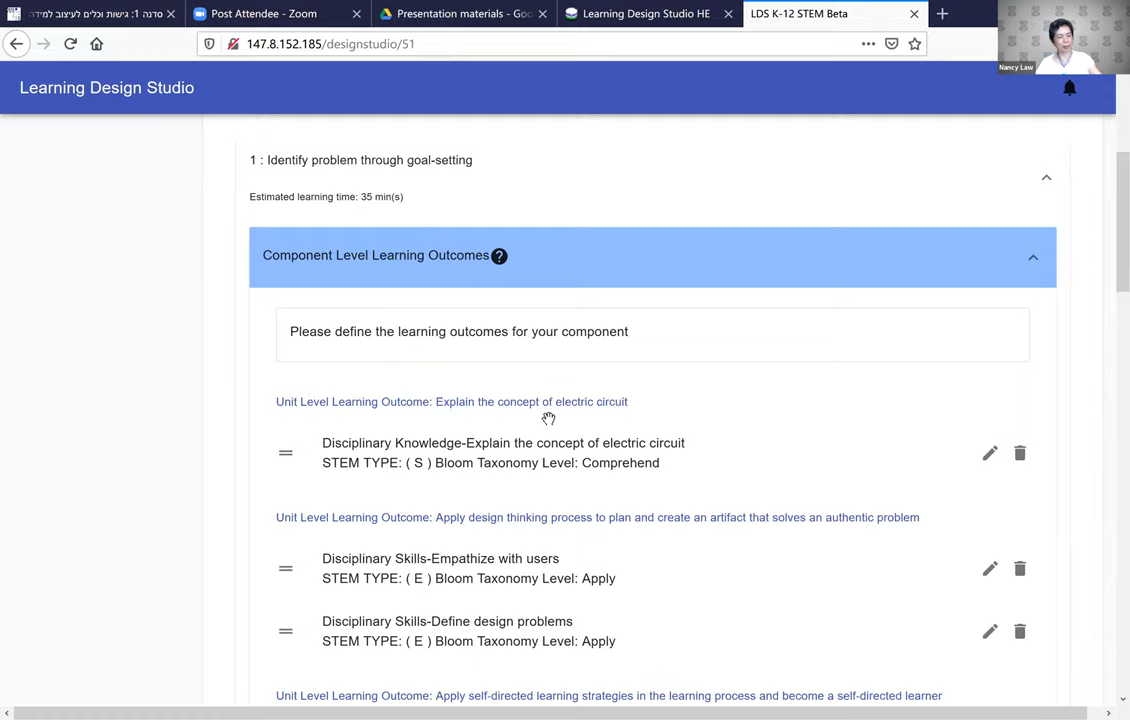 סדנה 1: גישות וכלים לעיצוב למידה
Post Attendee - Zoom
Presentation materials - Goo
Learning Design Studio HE
LDS K-12 STEM Beta
147.8.152.185/designstudio/51
Nancy Law
Learning Design Studio
1 : Identify problem through goal-setting
Estimated learning time: 35 min(s)
Component Level Learning Outcomes ?
Please define the learning outcomes for your component
Unit Level Learning Outcome: Explain the concept of electric circuit
Disciplinary Knowledge-Explain the concept of electric circuit
STEM TYPE: ( S ) Bloom Taxonomy Level: Comprehend
Unit Level Learning Outcome: Apply design thinking process to plan and create an artifact that solves an authentic problem
Disciplinary Skills-Empathize with users
STEM TYPE: ( E ) Bloom Taxonomy Level: Apply
Disciplinary Skills-Define design problems
STEM TYPE: ( E ) Bloom Taxonomy Level: Apply
Unit Level Learning Outcome: Apply self-directed learning strategies in the learning process and become a self-directed learner